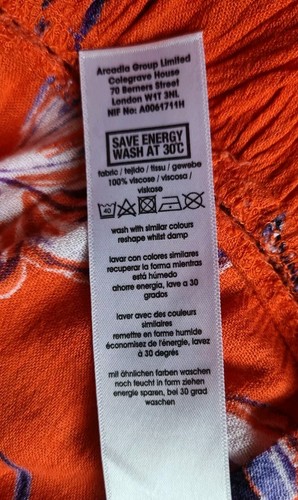 Arcadia Group Limited
Colegrave House
70 Berners Street
London W1T 3NL
NIF No: A0061711H
SAVE ENERGY
WASH AT 30°C
fabric / tejido / tissu / gewebe
100% viscose / viscosa /
viskose
40
wash with similar colours
reshape whilst damp
lavar con colores similares
recuperar la forma mientras
está húmedo
ahorre energia, lave a 30
grados
laver avec des couleurs
similaires
remettre en forme humide
économisez de l'énergie, lavez
à 30 degrés
mit ähnlichen farben waschen
noch feucht in form ziehen
energie sparen, bei 30 grad
waschen